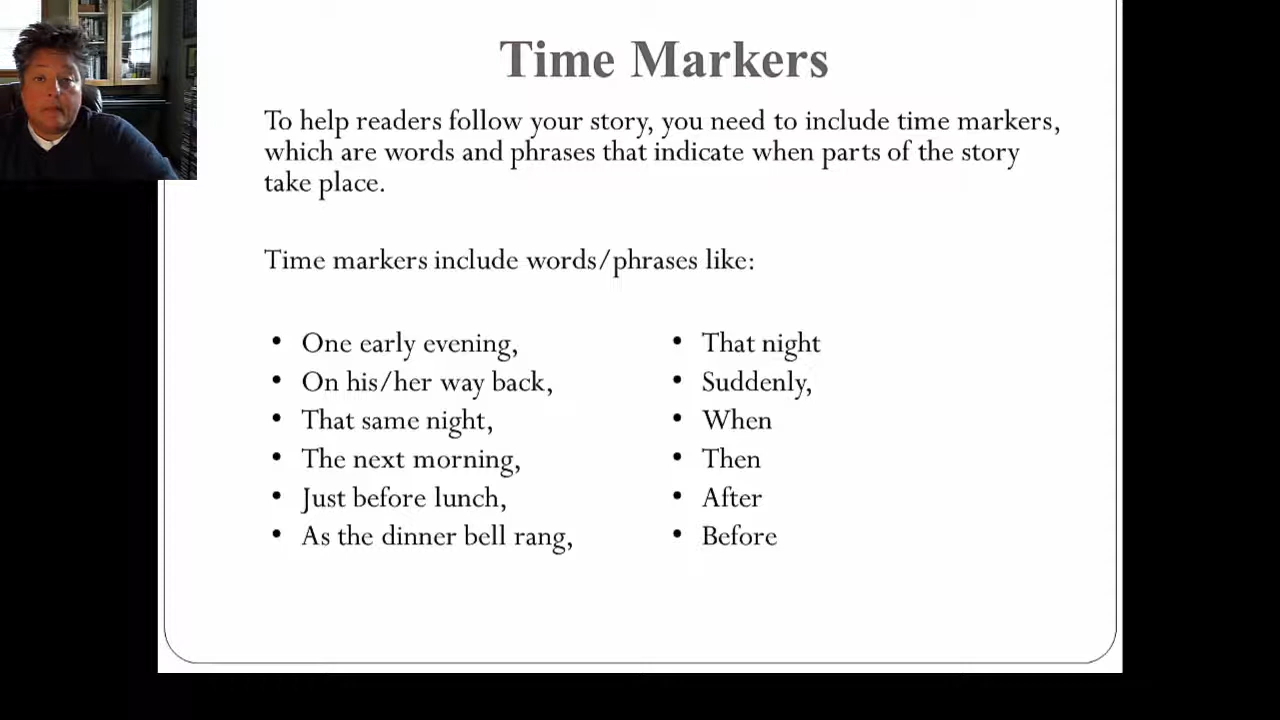 Time Markers
To help readers follow your story, you need to include time markers,
which are words and phrases that indicate when parts of the story
take place.
Time markers include words/phrases like:
• One early evening,
• On his/her way back,
• That same night,
• The next morning,
• Just before lunch,
• As the dinner bell rang,
• That night
• Suddenly,
• When
• Then
• After
• Before